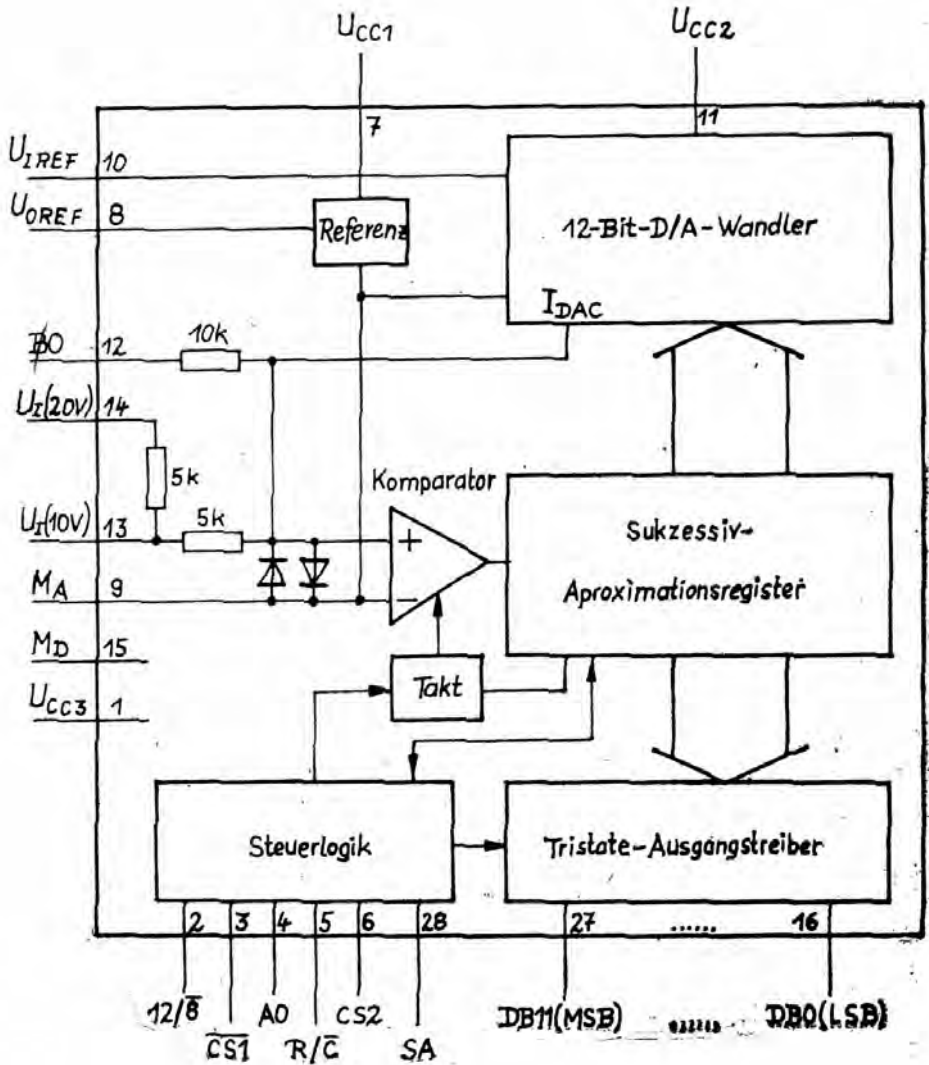 UCC1
UCC2
7
11
UIREF 10
UOREF 8
Referenz
12-Bit-D/A-Wandler
IDAC
BO 12
10k
UI(20V) 14
5k
Komparator
UI(10V) 13
5k
+
MA 9
−
Sukzessiv-
Aproximationsregister
MD 15
Takt
UCC3 1
Steuerlogik
Tristate-Ausgangstreiber
2 3 4 5 6 28
27 ...... 16
12/8̅
C̅S̅1̅
A0
R/C̅
CS2
SA
DB11(MSB) ...... DB0(LSB)